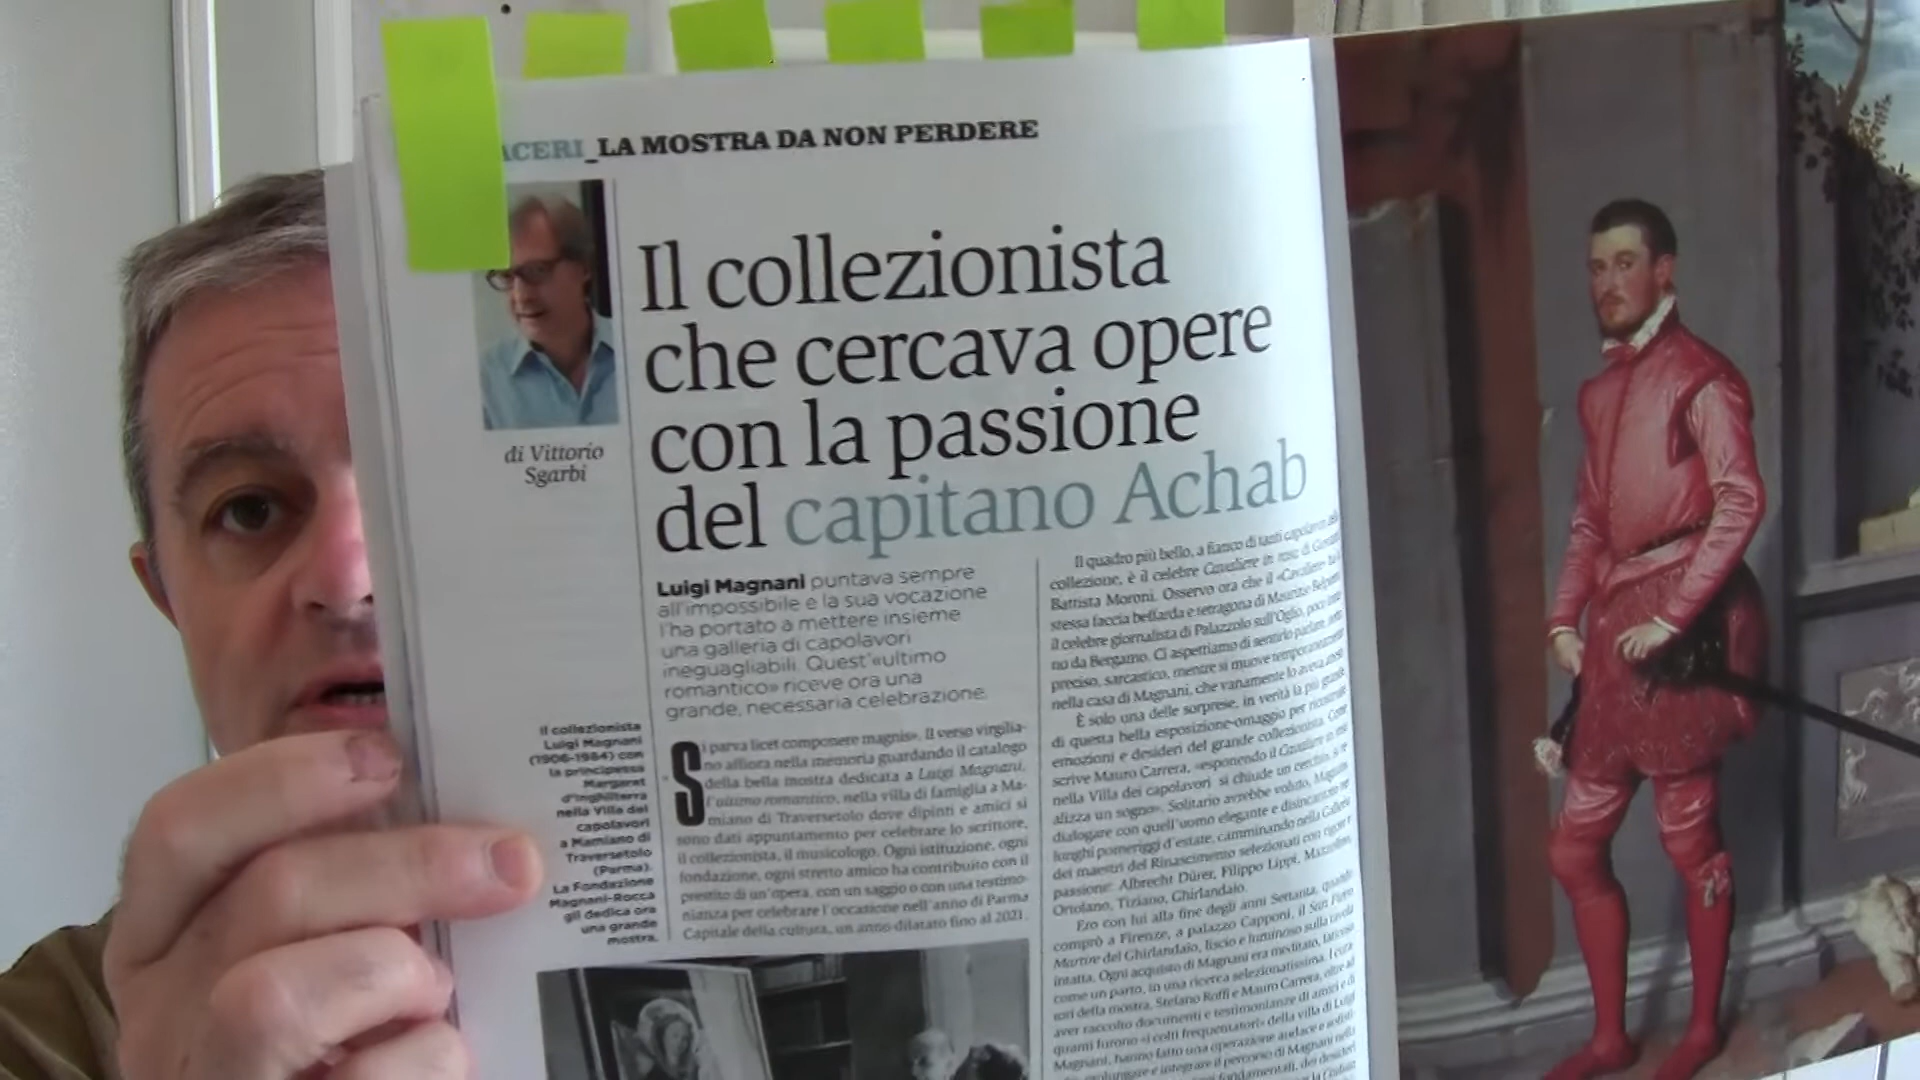 ACERI_LA MOSTRA DA NON PERDERE
di Vittorio
Sgarbi
Il collezionista
che cercava opere
con la passione
del capitano Achab
Luigi Magnani puntava sempre
all'impossibile e la sua vocazione
l'ha portato a mettere insieme
una galleria di capolavori
ineguagliabili. Quest'«ultimo
romantico» riceve ora una
grande, necessaria celebrazione.
Il collezionista
Luigi Magnani
(1906-1984) con
la principessa
Margaret
d'Inghilterra
nella Villa dei
capolavori
a Mamiano di
Traversetolo
(Parma).
La Fondazione
Magnani-Rocca
gli dedica ora
una grande
mostra.
Si parva licet componere magnis». Il verso virgilia-
no affiora nella memoria guardando il catalogo
della bella mostra dedicata a Luigi Magnani,
l'ultimo romantico, nella villa di famiglia a Ma-
miano di Traversetolo dove dipinti e amici si
sono dati appuntamento per celebrare lo scrittore,
il collezionista, il musicologo. Ogni istituzione, ogni
fondazione, ogni stretto amico ha contribuito con il
prestito di un'opera, con un saggio o con una testimo-
nianza per celebrare l'occasione nell'anno di Parma
Capitale della cultura, un anno dilatato fino al 2021.
Il quadro più bello, a fianco di tanti capolavori della
collezione, è il celebre Cavaliere in rosa di Giovan
Battista Moroni. Osservo ora che il «Cavaliere» ha la
stessa faccia beffarda e tetragona di Maurizio Belpietro,
il celebre giornalista di Palazzolo sull'Oglio, poco
no da Bergamo. Ci aspettiamo di sentirlo parlare,
preciso, sarcastico, mentre si muove temporaneamente
nella casa di Magnani, che vanamente lo aveva
È solo una delle sorprese, in verità la più grande
di questa bella esposizione-omaggio per ricostruire
emozioni e desideri del grande collezionista. Come
scrive Mauro Carrera, «esponendo il Cavaliere in
nella Villa dei capolavori si chiude un cerchio, si
alizza un sogno». Solitario avrebbe voluto, Magnani
dialogare con quell'uomo elegante e disincantato
lunghi pomeriggi d'estate, camminando nella Galleria
dei maestri del Rinascimento selezionati con rigore e
passione: Albrecht Dürer, Filippo Lippi, Mazzolino,
Ortolano, Tiziano, Ghirlandaio.
Ero con lui alla fine degli anni Settanta, quando
comprò a Firenze, a palazzo Capponi, il San Pietro
Martire del Ghirlandaio, liscio e luminoso sulla tavola
intatta. Ogni acquisto di Magnani era meditato,
come un parto, in una ricerca selezionatissima. I cura-
tori della mostra, Stefano Roffi e Mauro Carrera, oltre ad
aver raccolto documenti e testimonianze di amici e di
quanti furono «i colti frequentatori» della villa di Luigi
Magnani, hanno fatto una operazione audace e
prolungare e integrare il percorso di Magnani nella
fondamentali, dei desideri